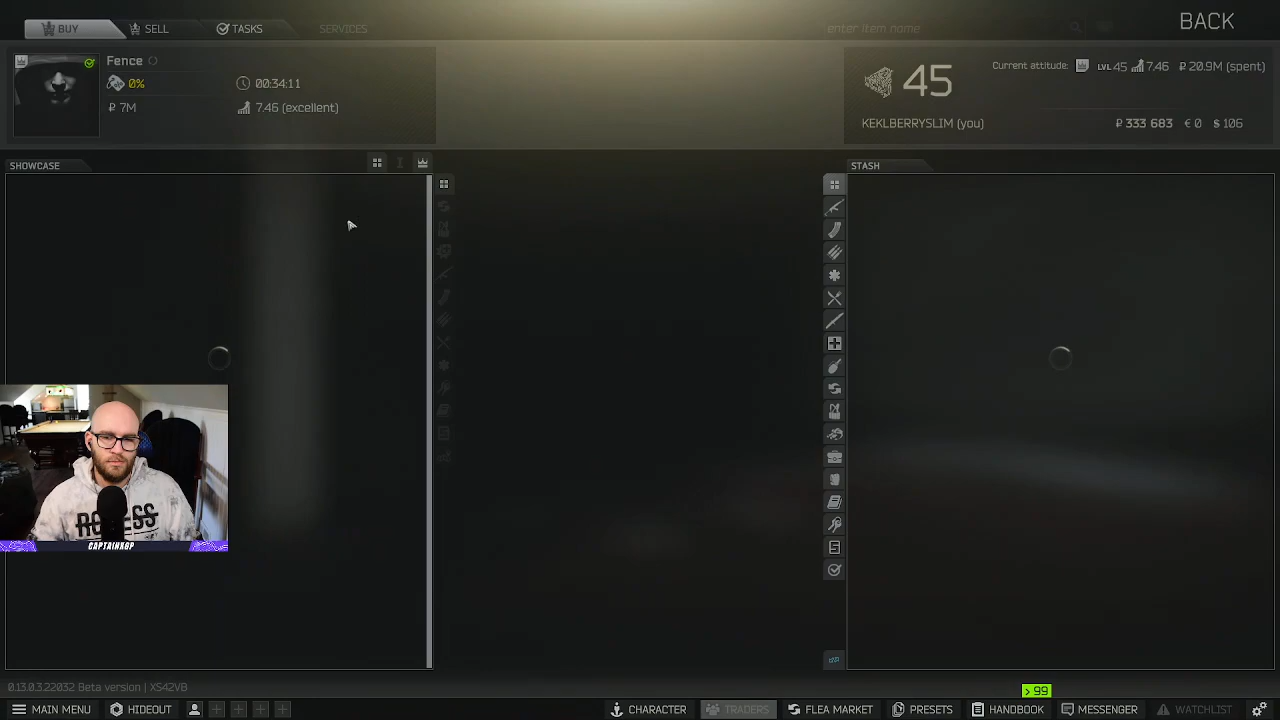 BUY
SELL
TASKS
SERVICES
enter item name
BACK
Fence
0%
₽ 7M
00:34:11
7.46 (excellent)
45
Current attitude: LVL 45 7.46 ₽ 20.9M (spent)
KEKLBERRYSLIM (you)
₽ 333 683 € 0 $ 106
SHOWCASE
STASH
CAPTAINXGP
0.13.0.3.22032 Beta version | XS42VB
> 99
MAIN MENU
HIDEOUT
CHARACTER
TRADERS
FLEA MARKET
PRESETS
HANDBOOK
MESSENGER
WATCHLIST